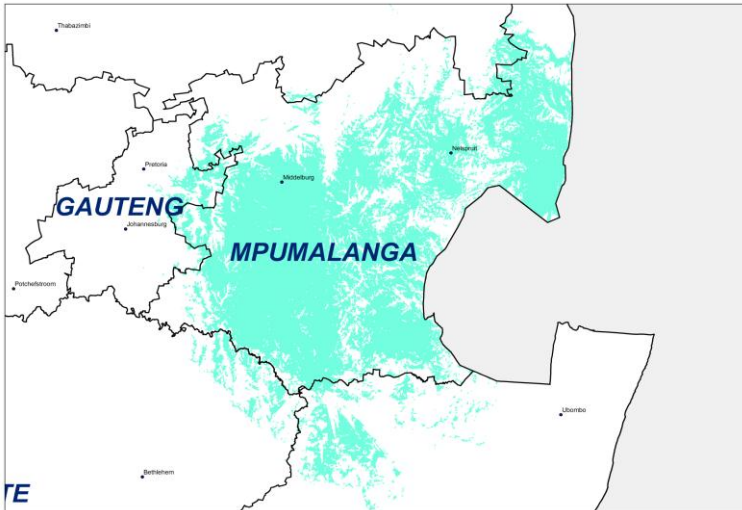 Thabazimbi
Nelspruit
Pretoria
Middelburg
GAUTENG
Johannesburg
MPUMALANGA
Potchefstroom
Ubombo
Bethlehem
TE